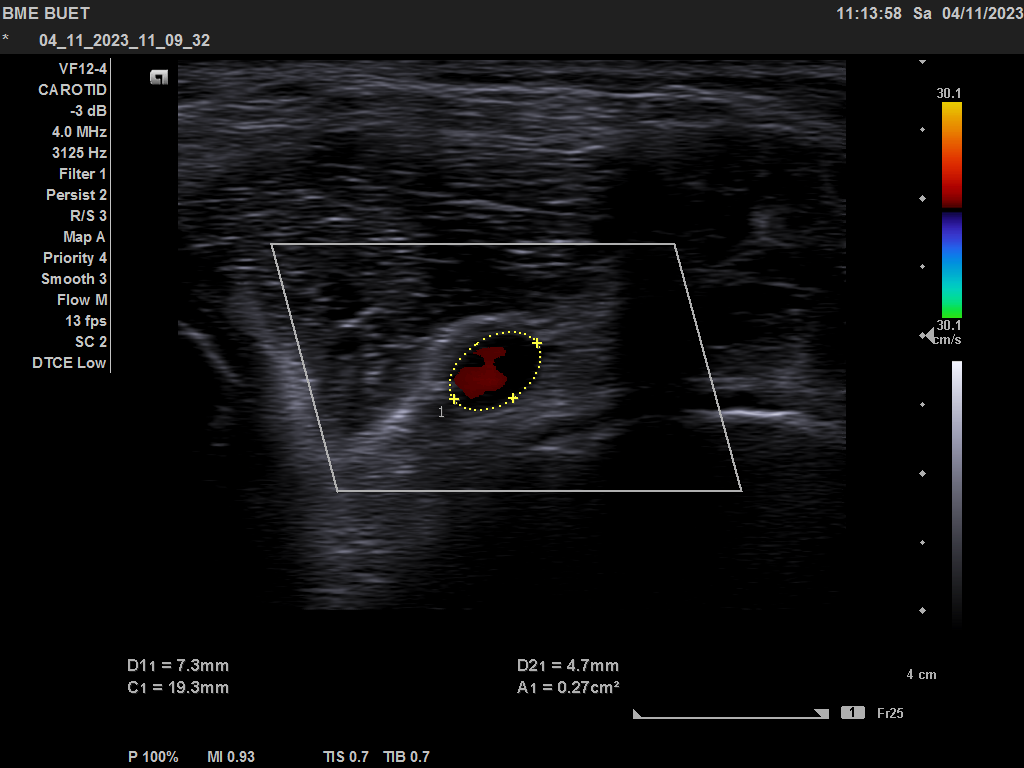 BME BUET
11:13:58 Sa 04/11/2023
* 04_11_2023_11_09_32
VF12-4
CAROTID
-3 dB
4.0 MHz
3125 Hz
Filter 1
Persist 2
R/S 3
Map A
Priority 4
Smooth 3
Flow M
13 fps
SC 2
DTCE Low
30.1
30.1
cm/s
1
D11 = 7.3mm
D21 = 4.7mm
C1 = 19.3mm
A1 = 0.27cm²
4 cm
1 Fr25
P 100% MI 0.93 TIS 0.7 TIB 0.7